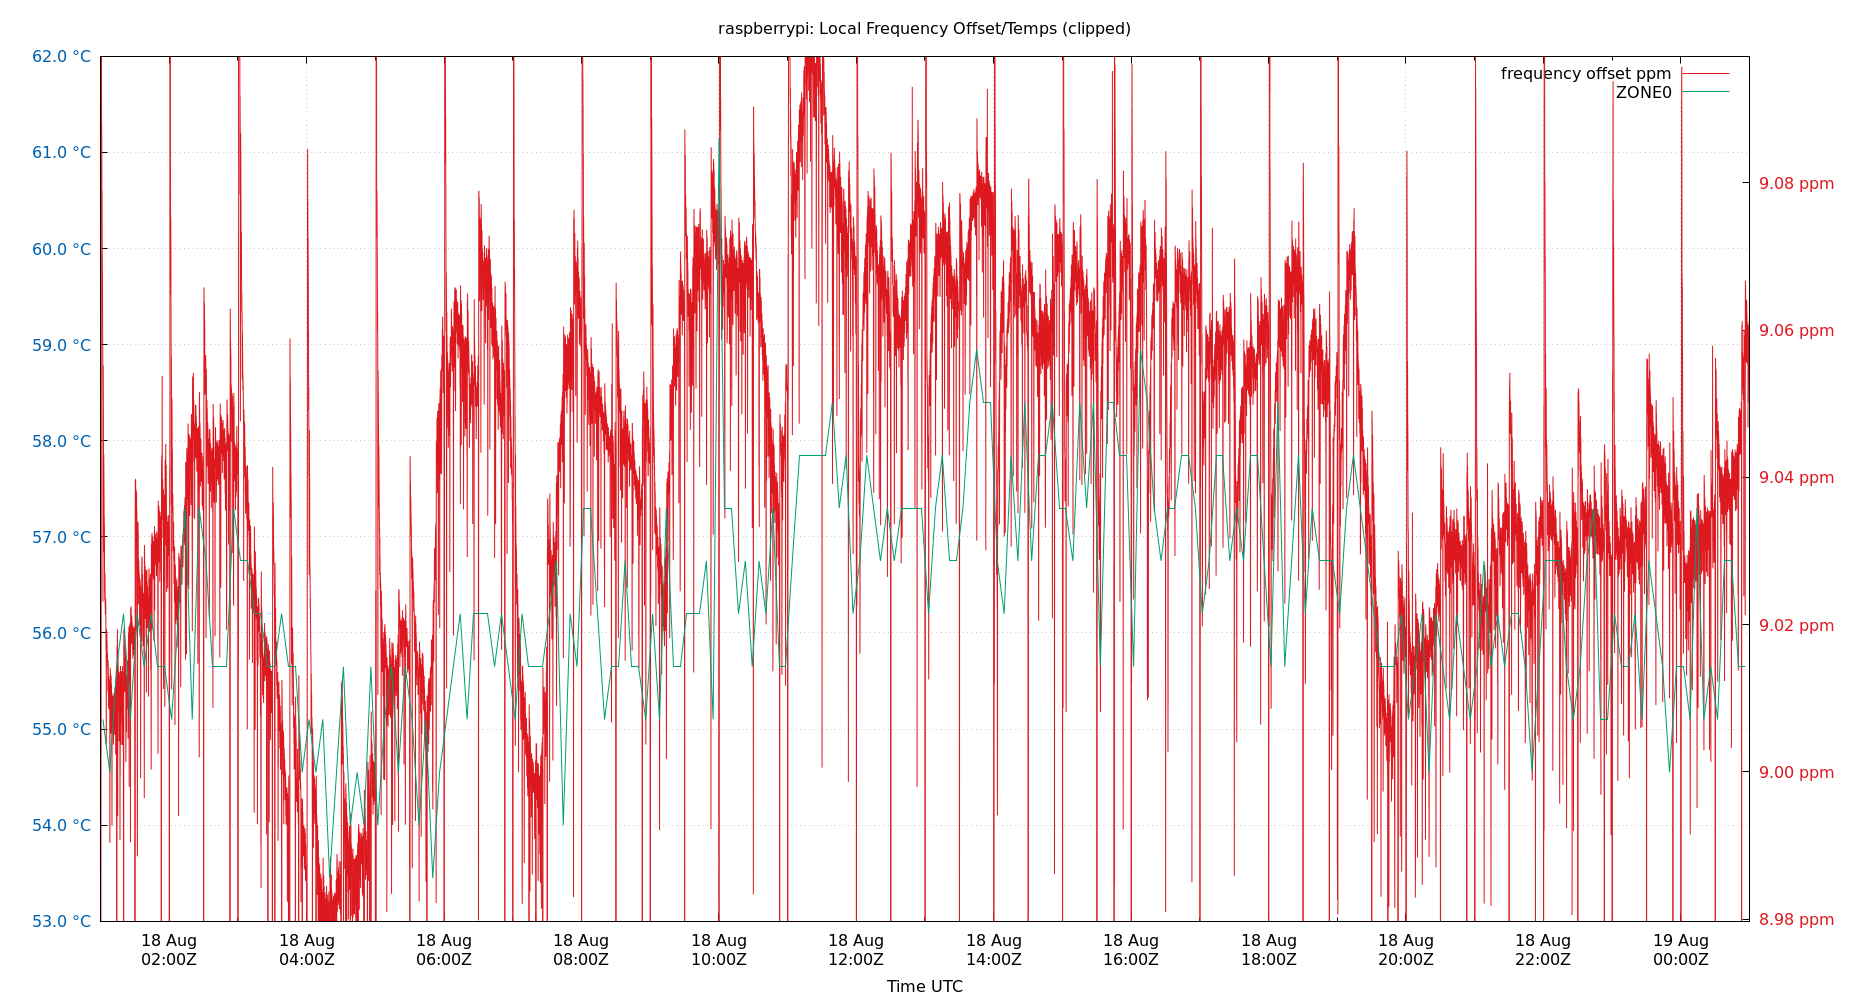 raspberrypi: Local Frequency Offset/Temps (clipped)
62.0 °C
61.0 °C
60.0 °C
59.0 °C
58.0 °C
57.0 °C
56.0 °C
55.0 °C
54.0 °C
53.0 °C
frequency offset ppm
ZONE0
9.08 ppm
9.06 ppm
9.04 ppm
9.02 ppm
9.00 ppm
8.98 ppm
18 Aug 18 Aug 18 Aug 18 Aug 18 Aug 18 Aug 18 Aug 18 Aug 18 Aug 18 Aug 18 Aug 19 Aug
02:00Z 04:00Z 06:00Z 08:00Z 10:00Z 12:00Z 14:00Z 16:00Z 18:00Z 20:00Z 22:00Z 00:00Z
Time UTC